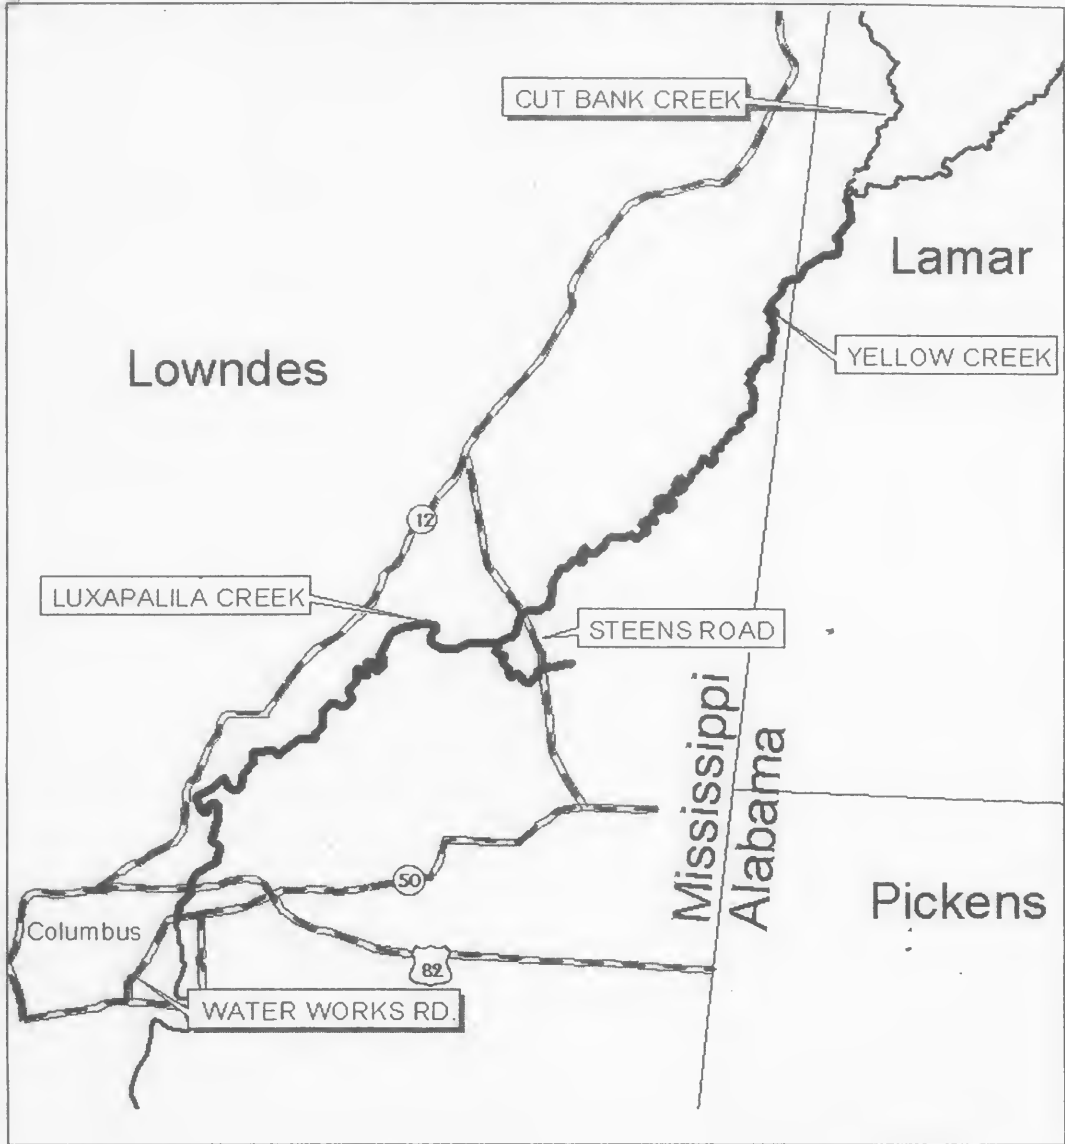 CUT BANK CREEK
Lamar
YELLOW CREEK
Lowndes
12
LUXAPALILA CREEK
STEENS ROAD
Mississippi
Alabama
50
Pickens
Columbus
82
WATER WORKS RD.